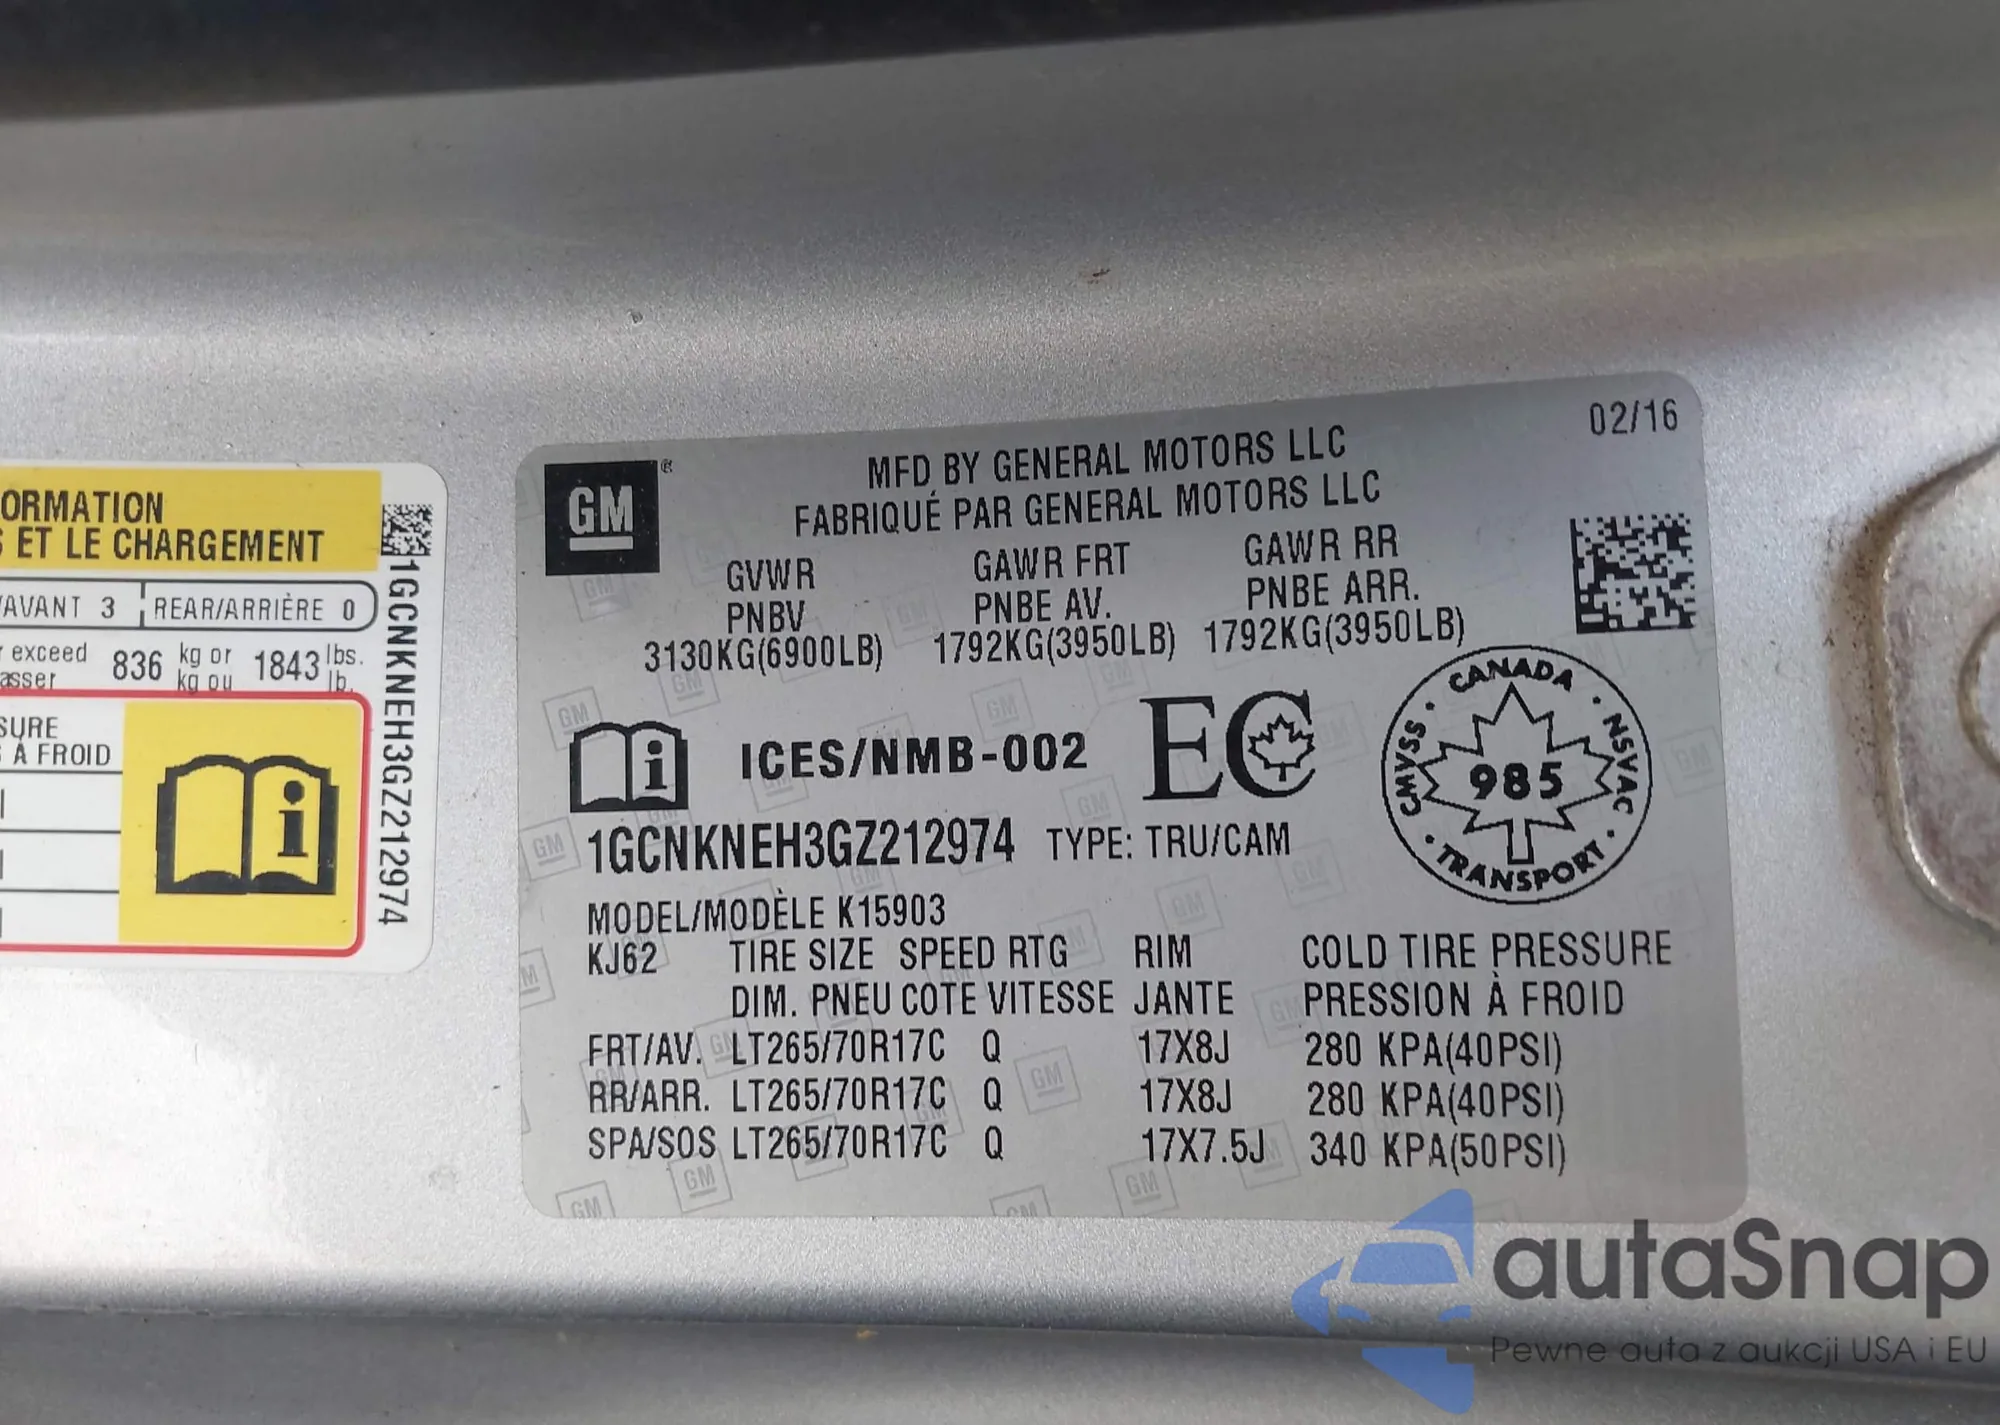 ORMATION
S ET LE CHARGEMENT
/AVANT 3 REAR/ARRIÈRE 0
r exceed 836 kg or 1843 lbs.
asser kg ou lb.
SURE
S À FROID
1GCNKNEH3GZ212974
02/16
GM®
MFD BY GENERAL MOTORS LLC
FABRIQUÉ PAR GENERAL MOTORS LLC
GVWR GAWR FRT GAWR RR
PNBV PNBE AV. PNBE ARR.
3130KG(6900LB) 1792KG(3950LB) 1792KG(3950LB)
ICES/NMB-002 EC
CANADA · NSVAC · TRANSPORT · CMVSS ·
985
1GCNKNEH3GZ212974 TYPE: TRU/CAM
MODEL/MODÈLE K15903
KJ62 TIRE SIZE SPEED RTG RIM COLD TIRE PRESSURE
DIM. PNEU COTE VITESSE JANTE PRESSION À FROID
FRT/AV. LT265/70R17C Q 17X8J 280 KPA(40PSI)
RR/ARR. LT265/70R17C Q 17X8J 280 KPA(40PSI)
SPA/SOS LT265/70R17C Q 17X7.5J 340 KPA(50PSI)
autaSnap
Pewne auta z aukcji USA i EU